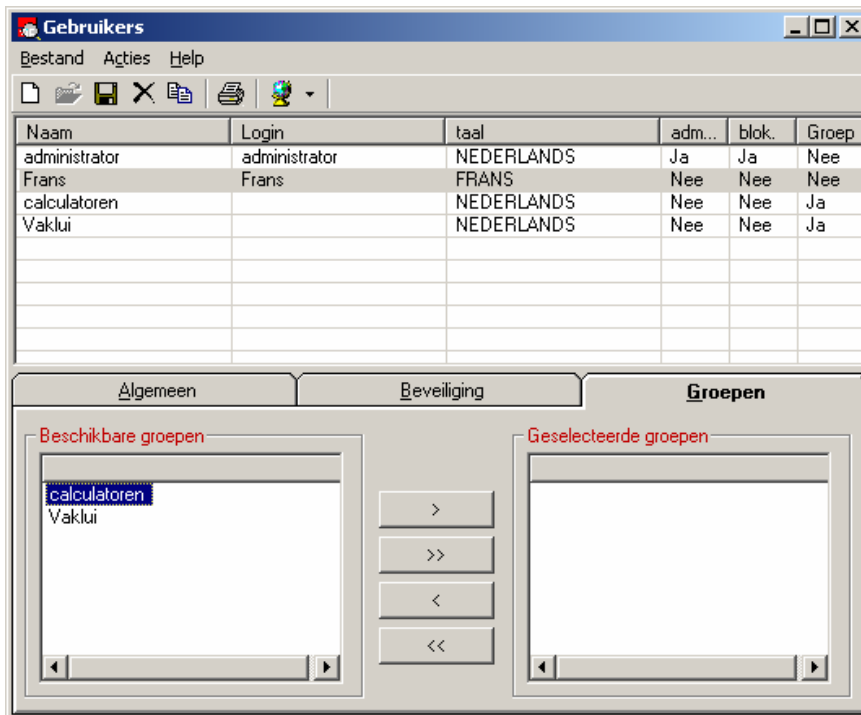 Gebruikers
Bestand Acties Help
Naam Login taal adm... blok. Groep
administrator administrator NEDERLANDS Ja Ja Nee
Frans Frans FRANS Nee Nee Nee
calculatoren NEDERLANDS Nee Nee Ja
Vaklui NEDERLANDS Nee Nee Ja
Algemeen Beveiliging Groepen
Beschikbare groepen Geselecteerde groepen
calculatoren
Vaklui
>
>>
<
<<